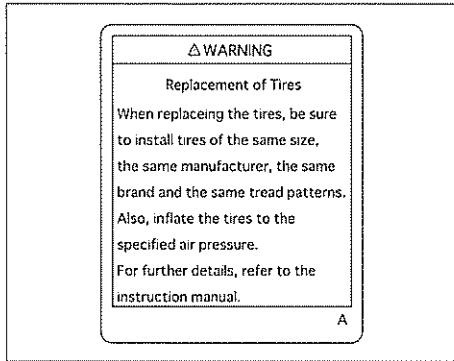 ⚠ WARNING
Replacement of Tires
When replaceing the tires, be sure
to install tires of the same size,
the same manufacturer, the same
brand and the same tread patterns.
Also, inflate the tires to the
specified air pressure.
For further details, refer to the
instruction manual.
A